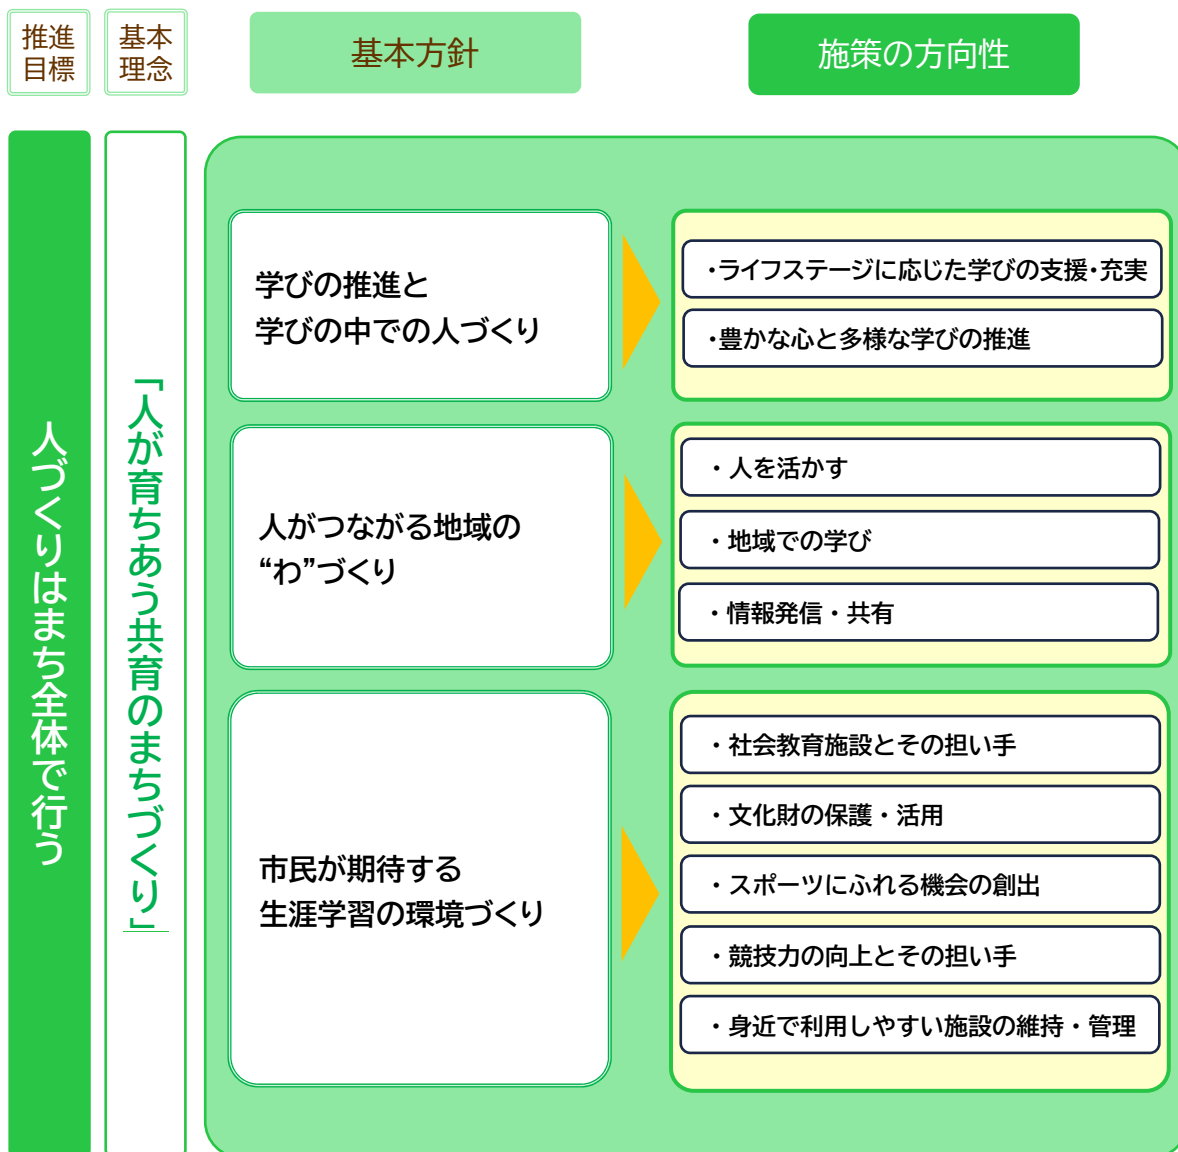 推進
目標
基本
理念
基本方針
施策の方向性
人づくりはまち全体で行う
「人が育ちあう共育のまちづくり」
学びの推進と
学びの中での人づくり
・ライフステージに応じた学びの支援・充実
・豊かな心と多様な学びの推進
人がつながる地域の
“わ”づくり
・人を活かす
・地域での学び
・情報発信・共有
市民が期待する
生涯学習の環境づくり
・社会教育施設とその担い手
・文化財の保護・活用
・スポーツにふれる機会の創出
・競技力の向上とその担い手
・身近で利用しやすい施設の維持・管理